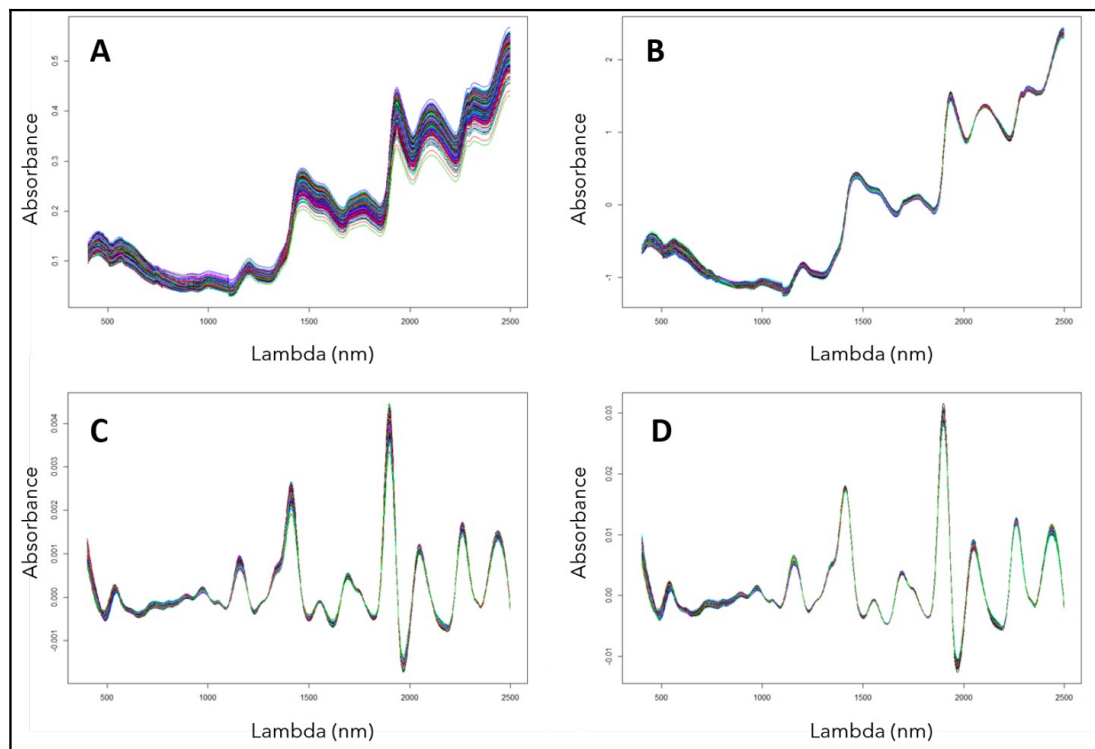 A
Absorbance
0.5
0.4
0.3
0.2
0.1
500 1000 1500 2000 2500
Lambda (nm)
B
Absorbance
2
1
0
-1
500 1000 1500 2000 2500
Lambda (nm)
C
Absorbance
0.004
0.003
0.002
0.001
0.000
-0.001
500 1000 1500 2000 2500
Lambda (nm)
D
Absorbance
0.03
0.02
0.01
0.00
-0.01
500 1000 1500 2000 2500
Lambda (nm)